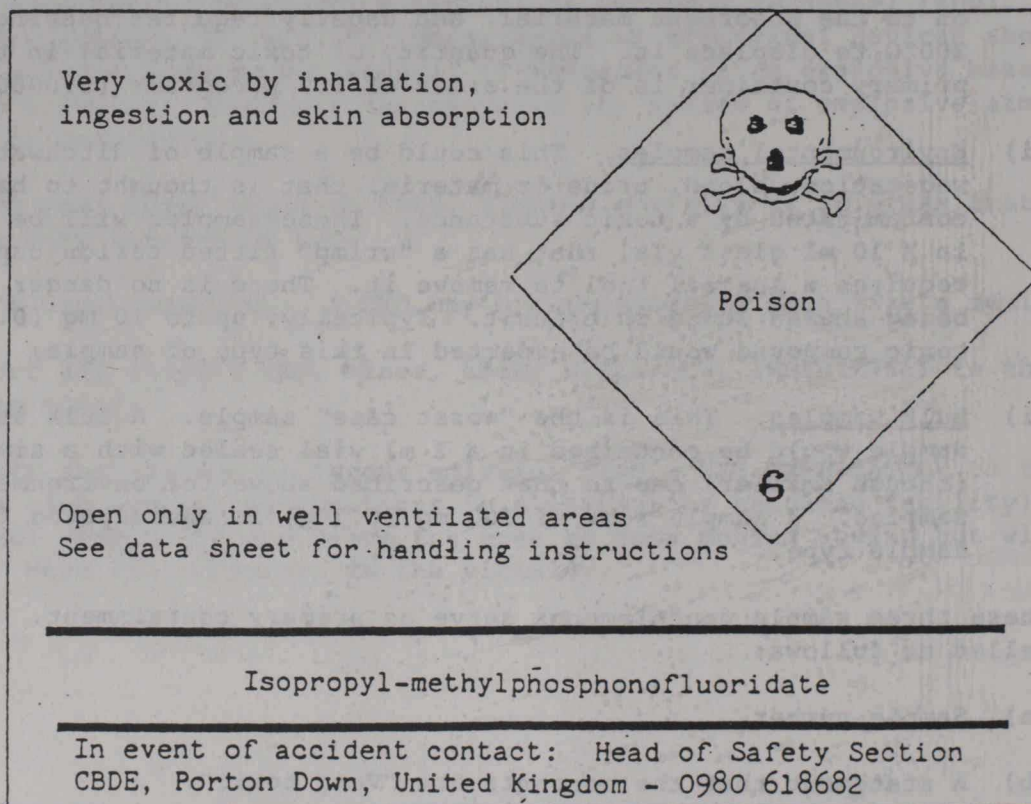 Very toxic by inhalation,
ingestion and skin absorption
Poison
6
Open only in well ventilated areas
See data sheet for handling instructions
Isopropyl-methylphosphonofluoridate
In event of accident contact: Head of Safety Section
CBDE, Porton Down, United Kingdom - 0980 618682